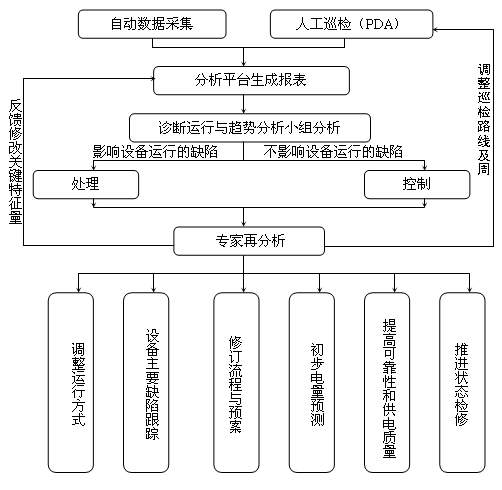 自动数据采集
人工巡检（PDA）
分析平台生成报表
诊断运行与趋势分析小组分析
影响设备运行的缺陷
不影响设备运行的缺陷
处理
控制
专家再分析
反馈修改关键特征量
调整巡检路线及周
调整运行方式
设备主要缺陷跟踪
修订流程与预案
初步电量预测
提高可靠性和供电质量
推进状态检修